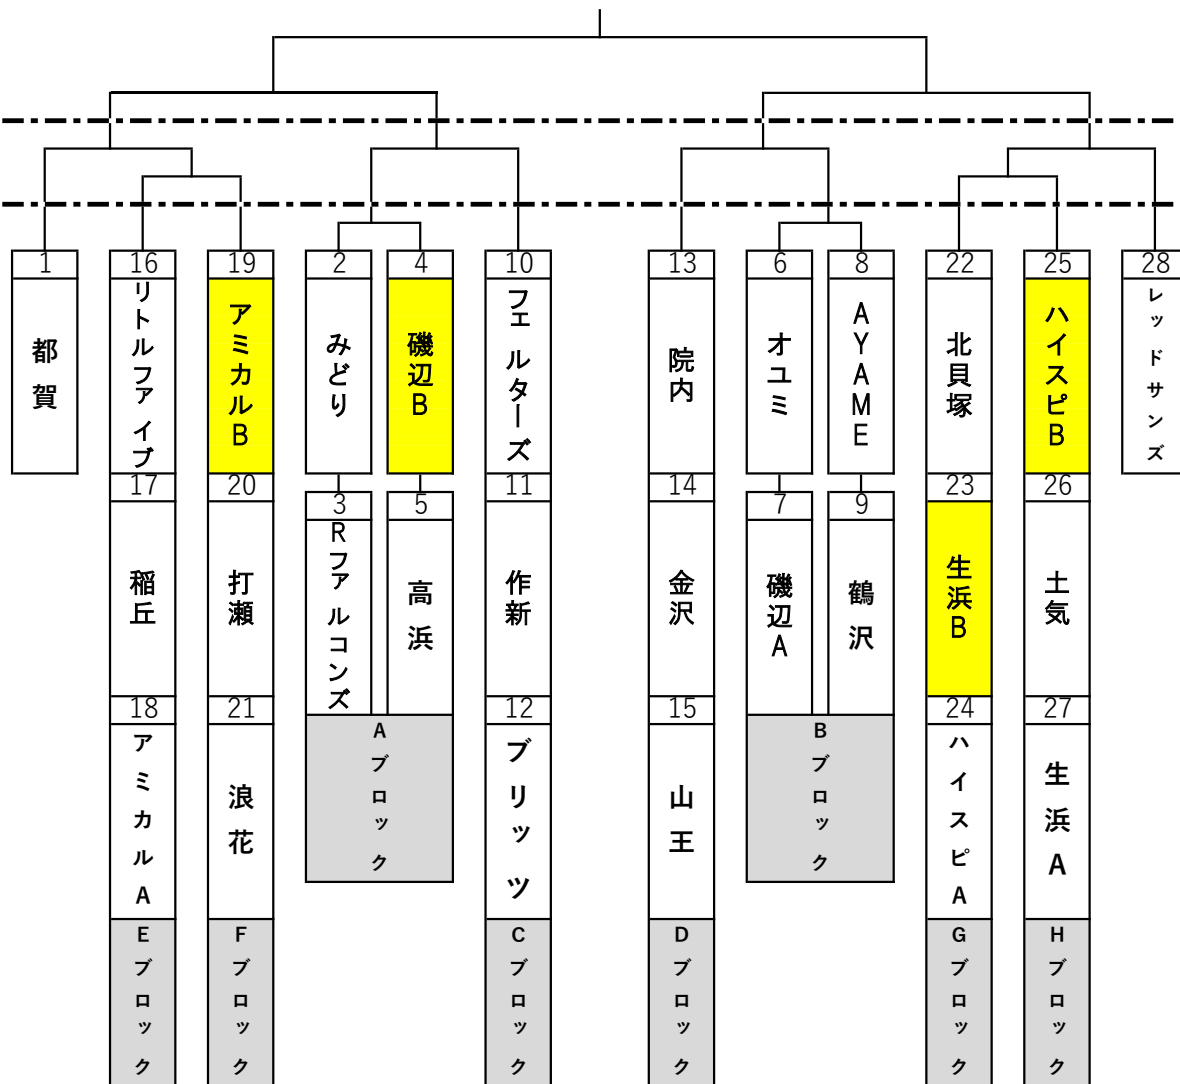 1
都賀
16
リトルファイブ
17
稲丘
18
アミカルA
Eブロック
19
アミカルB
20
打瀬
21
浪花
Fブロック
2
みどり
3
Rファルコンズ
4
磯辺B
5
高浜
Aブロック
10
フェルターズ
11
作新
12
ブリッツ
Cブロック
13
院内
14
金沢
15
山王
Dブロック
6
オユミ
7
磯辺A
8
AYAME
9
鶴沢
Bブロック
22
北貝塚
23
生浜B
24
ハイスピA
Gブロック
25
ハイスピB
26
土気
27
生浜A
Hブロック
28
レッドサンズ